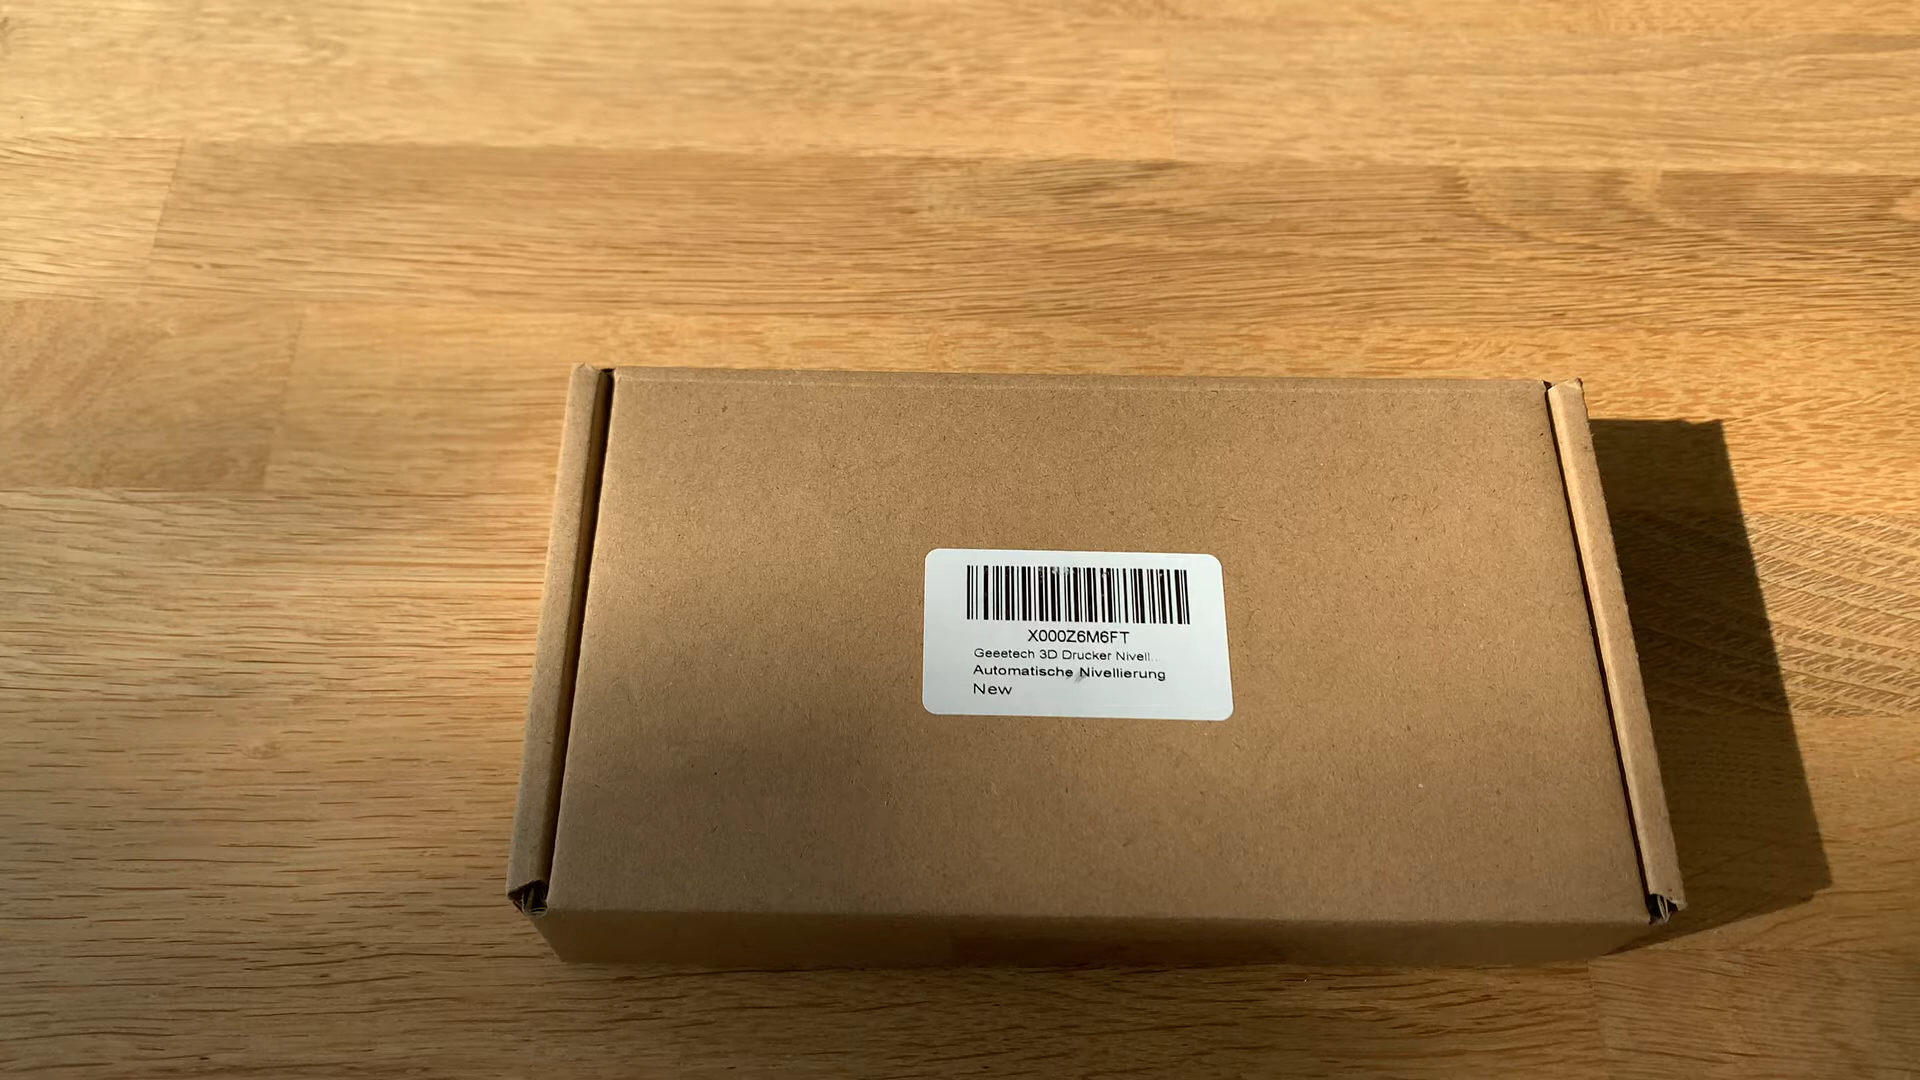 X000Z6M6FT
Geeetech 3D Drucker Nivell...
Automatische Nivellierung
New